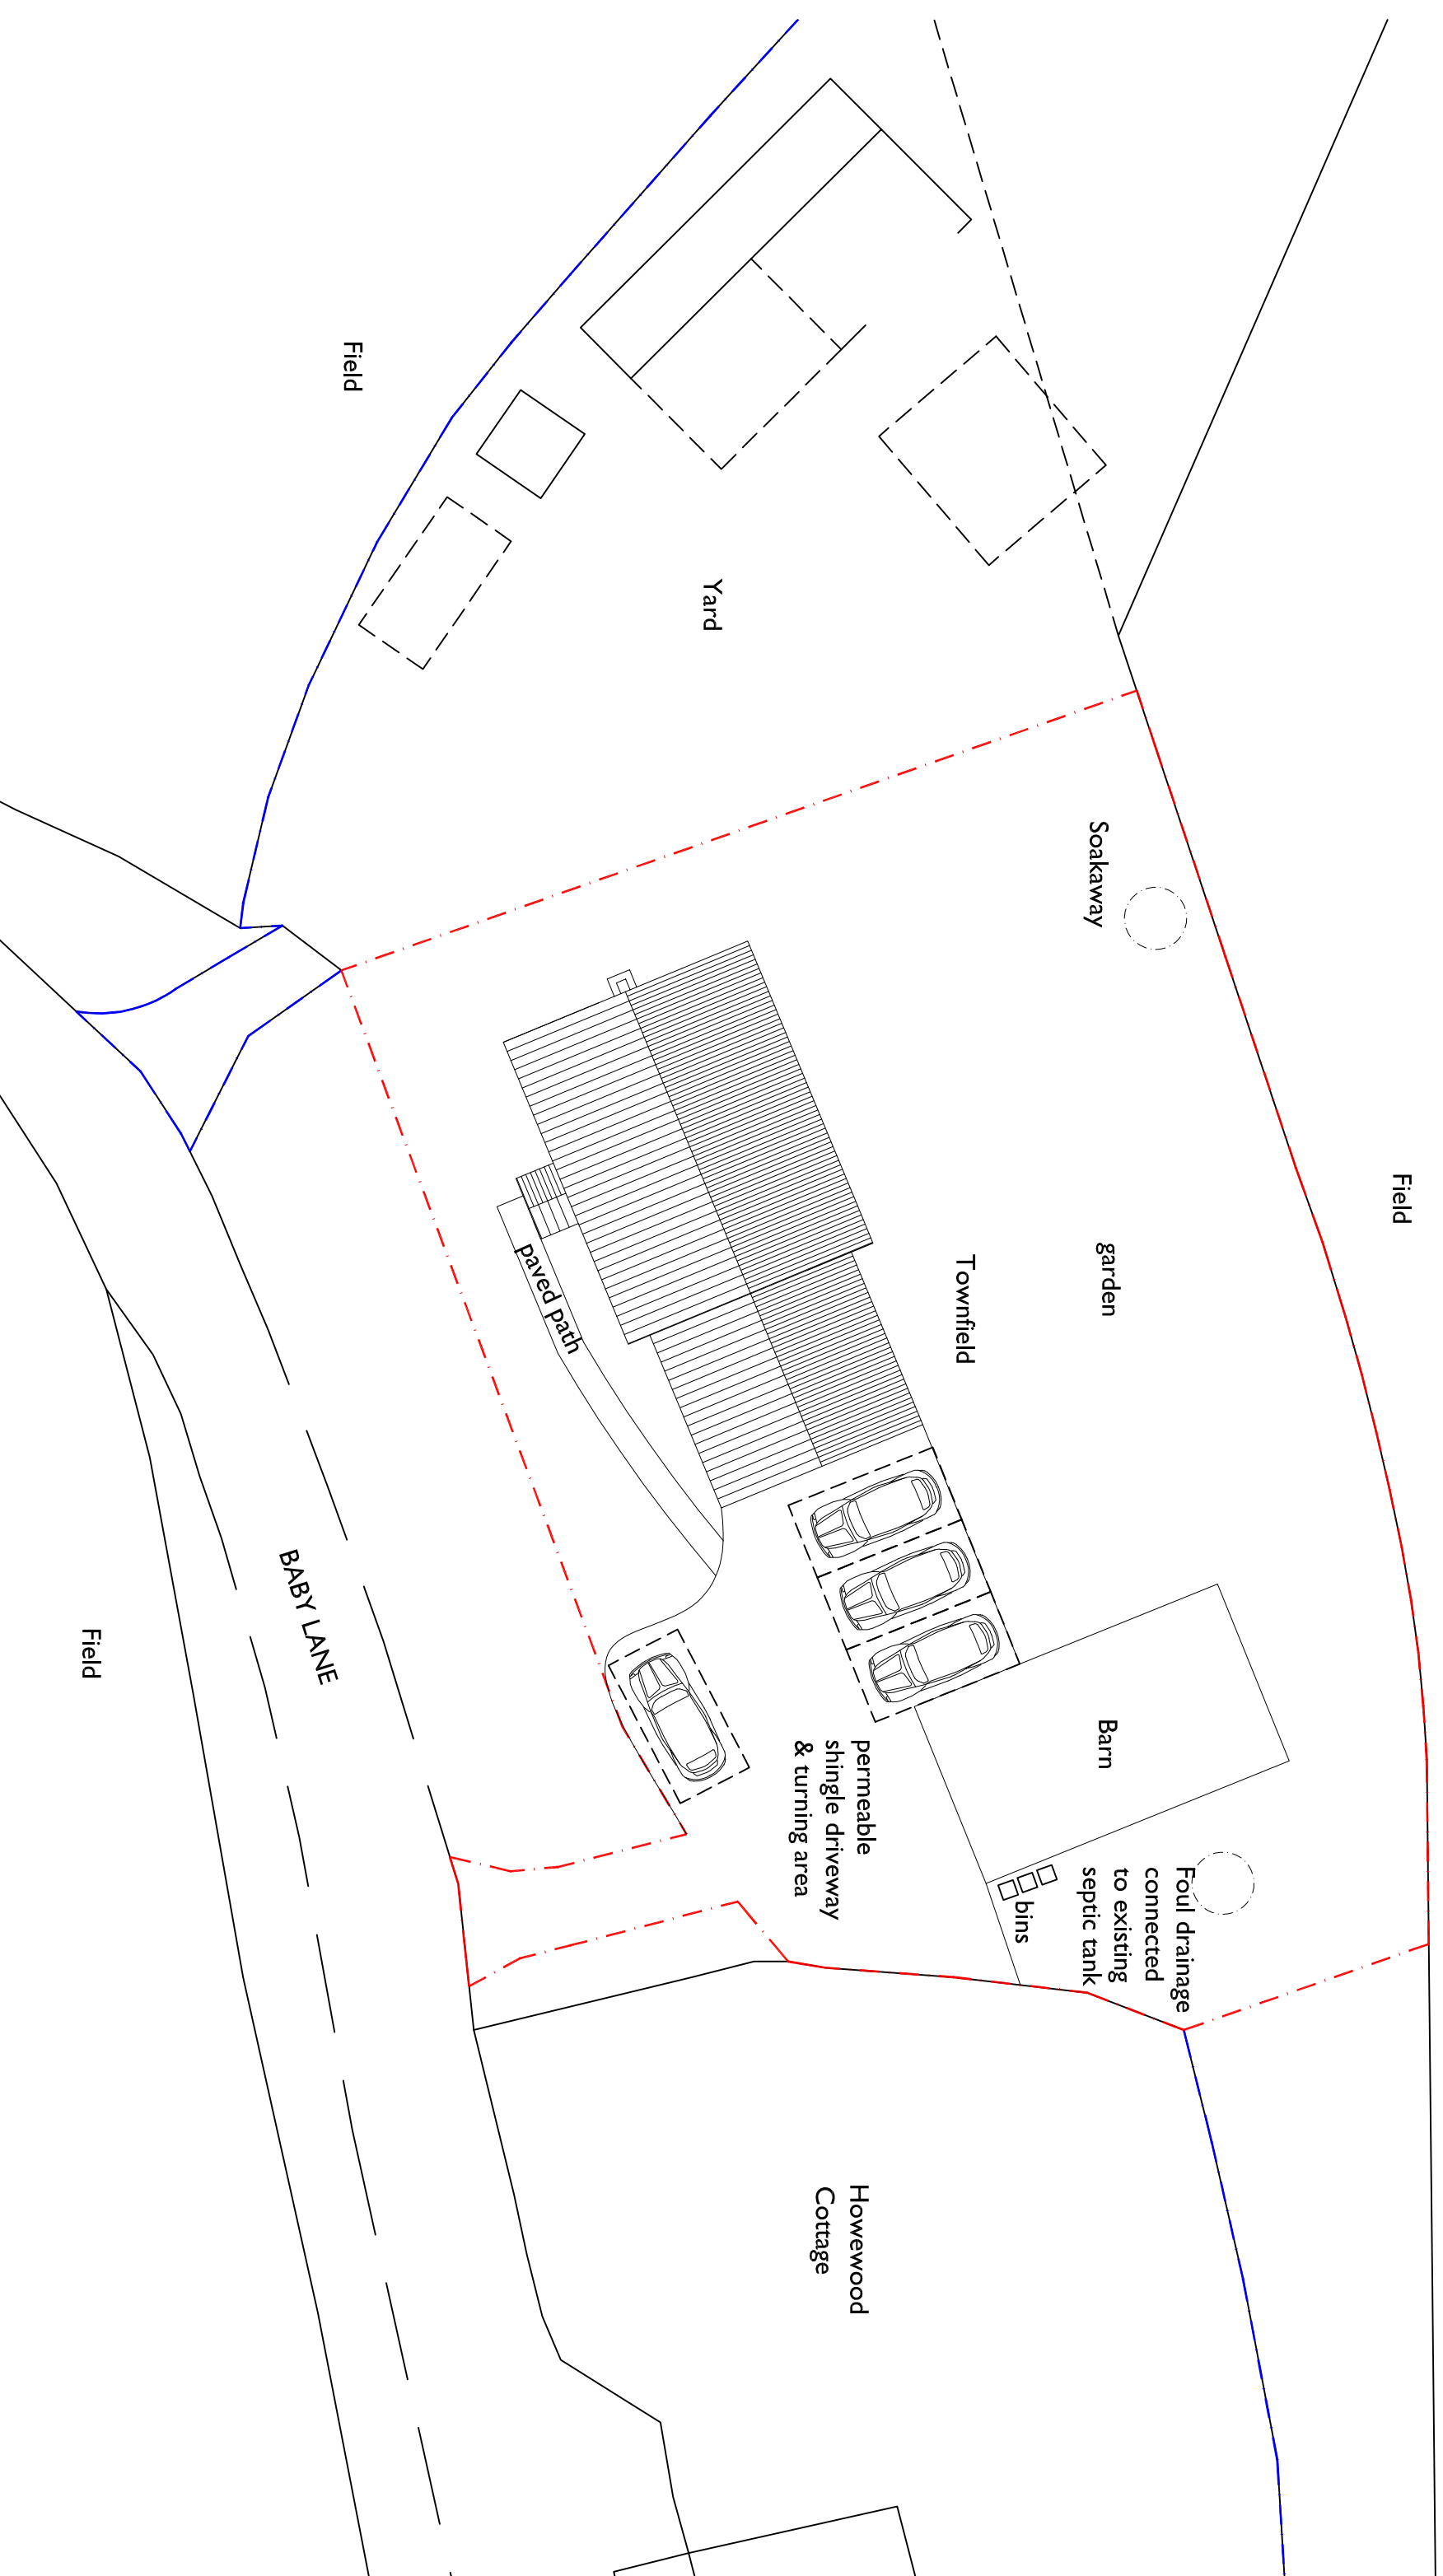 Field
Yard
Soakaway
Field
garden
Townfield
paved path
BABY LANE
Field
Barn
permeable
shingle driveway
& turning area
Foul drainage
connected
to existing
septic tank
bins
Howewood
Cottage